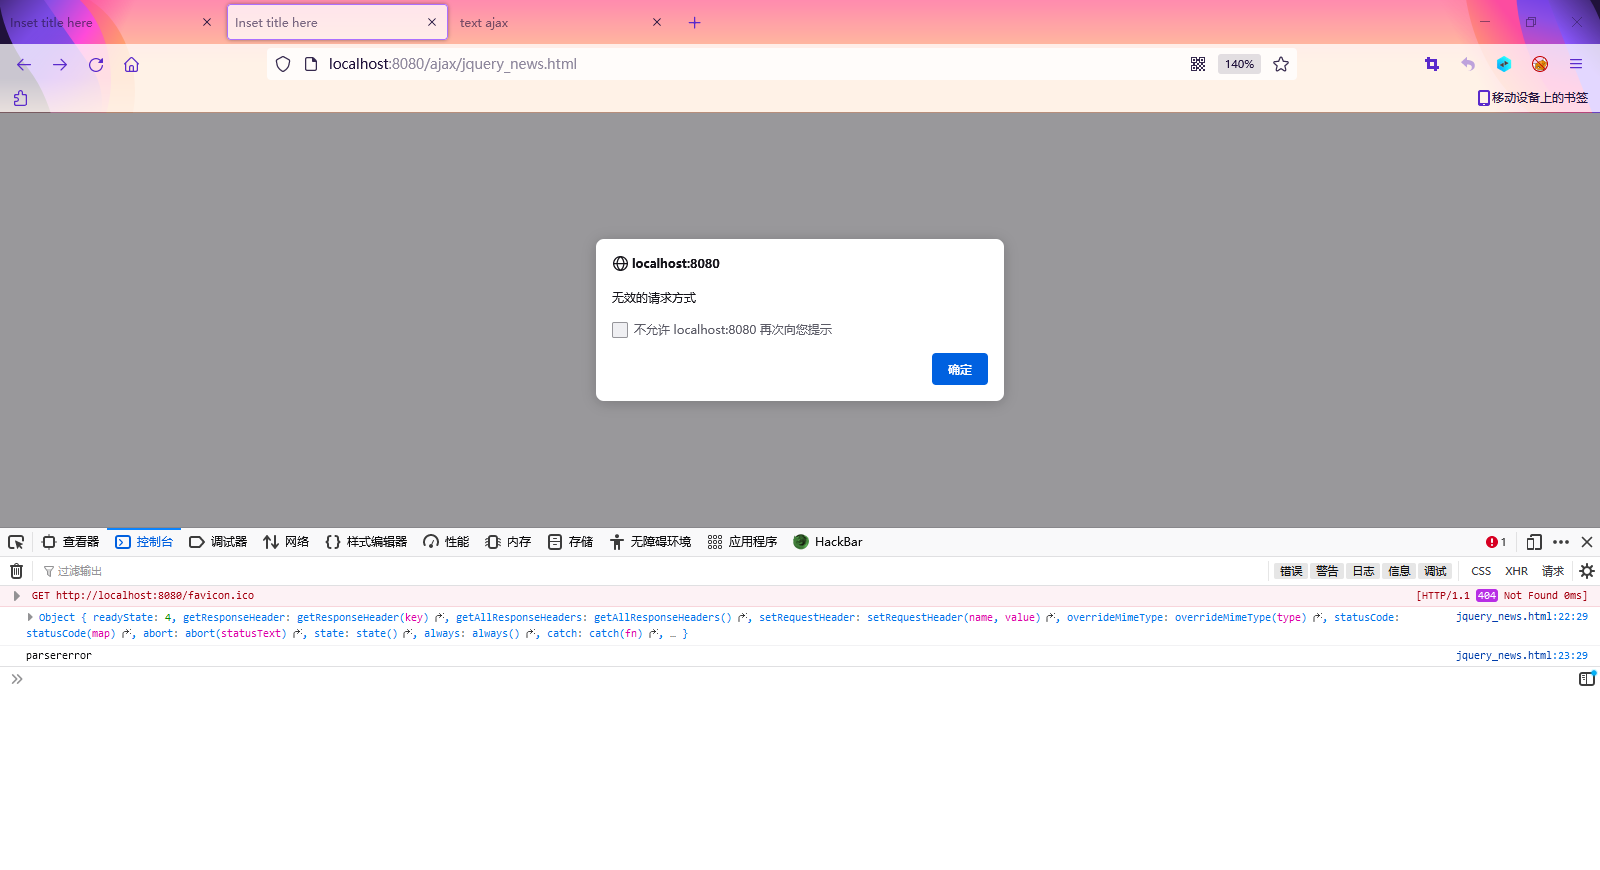 Inset title here
Inset title here
text ajax
localhost:8080/ajax/jquery_news.html
140%
移动设备上的书签
localhost:8080
无效的请求方式
不允许 localhost:8080 再次向您提示
确定
查看器 控制台 调试器 网络 样式编辑器 性能 内存 存储 无障碍环境 应用程序 HackBar 1
过滤输出 错误 警告 日志 信息 调试 CSS XHR 请求
GET http://localhost:8080/favicon.ico [HTTP/1.1 404 Not Found 0ms]
Object { readyState: 4, getResponseHeader: getResponseHeader(key), getAllResponseHeaders: getAllResponseHeaders(), setRequestHeader: setRequestHeader(name, value), overrideMimeType: overrideMimeType(type), statusCode: jquery_news.html:22:29
statusCode(map), abort: abort(statusText), state: state(), always: always(), catch: catch(fn), … }
parsererror jquery_news.html:23:29